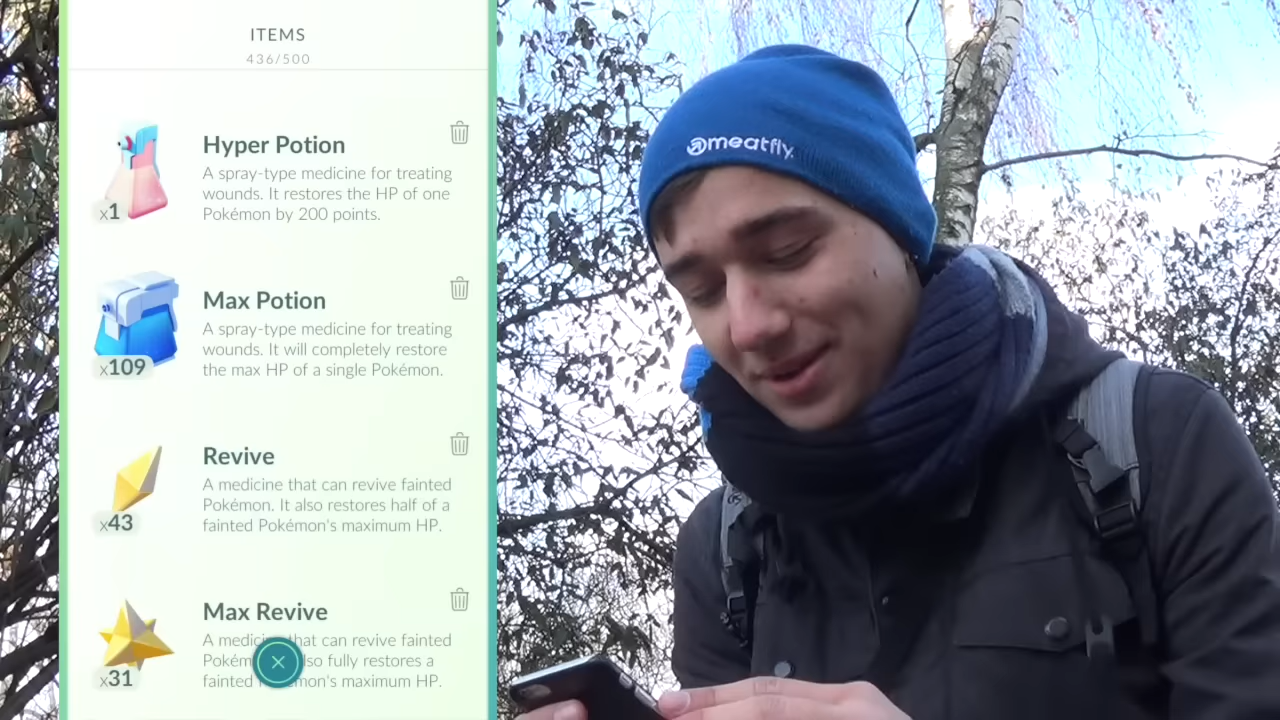 ITEMS
436/500
Hyper Potion
A spray-type medicine for treating
wounds. It restores the HP of one
Pokémon by 200 points.
x1
Max Potion
A spray-type medicine for treating
wounds. It will completely restore
the max HP of a single Pokémon.
x109
Revive
A medicine that can revive fainted
Pokémon. It also restores half of a
fainted Pokémon's maximum HP.
x43
Max Revive
A medicine that can revive fainted
lso fully restores a
fainted mon's maximum HP.
x31
meatfly